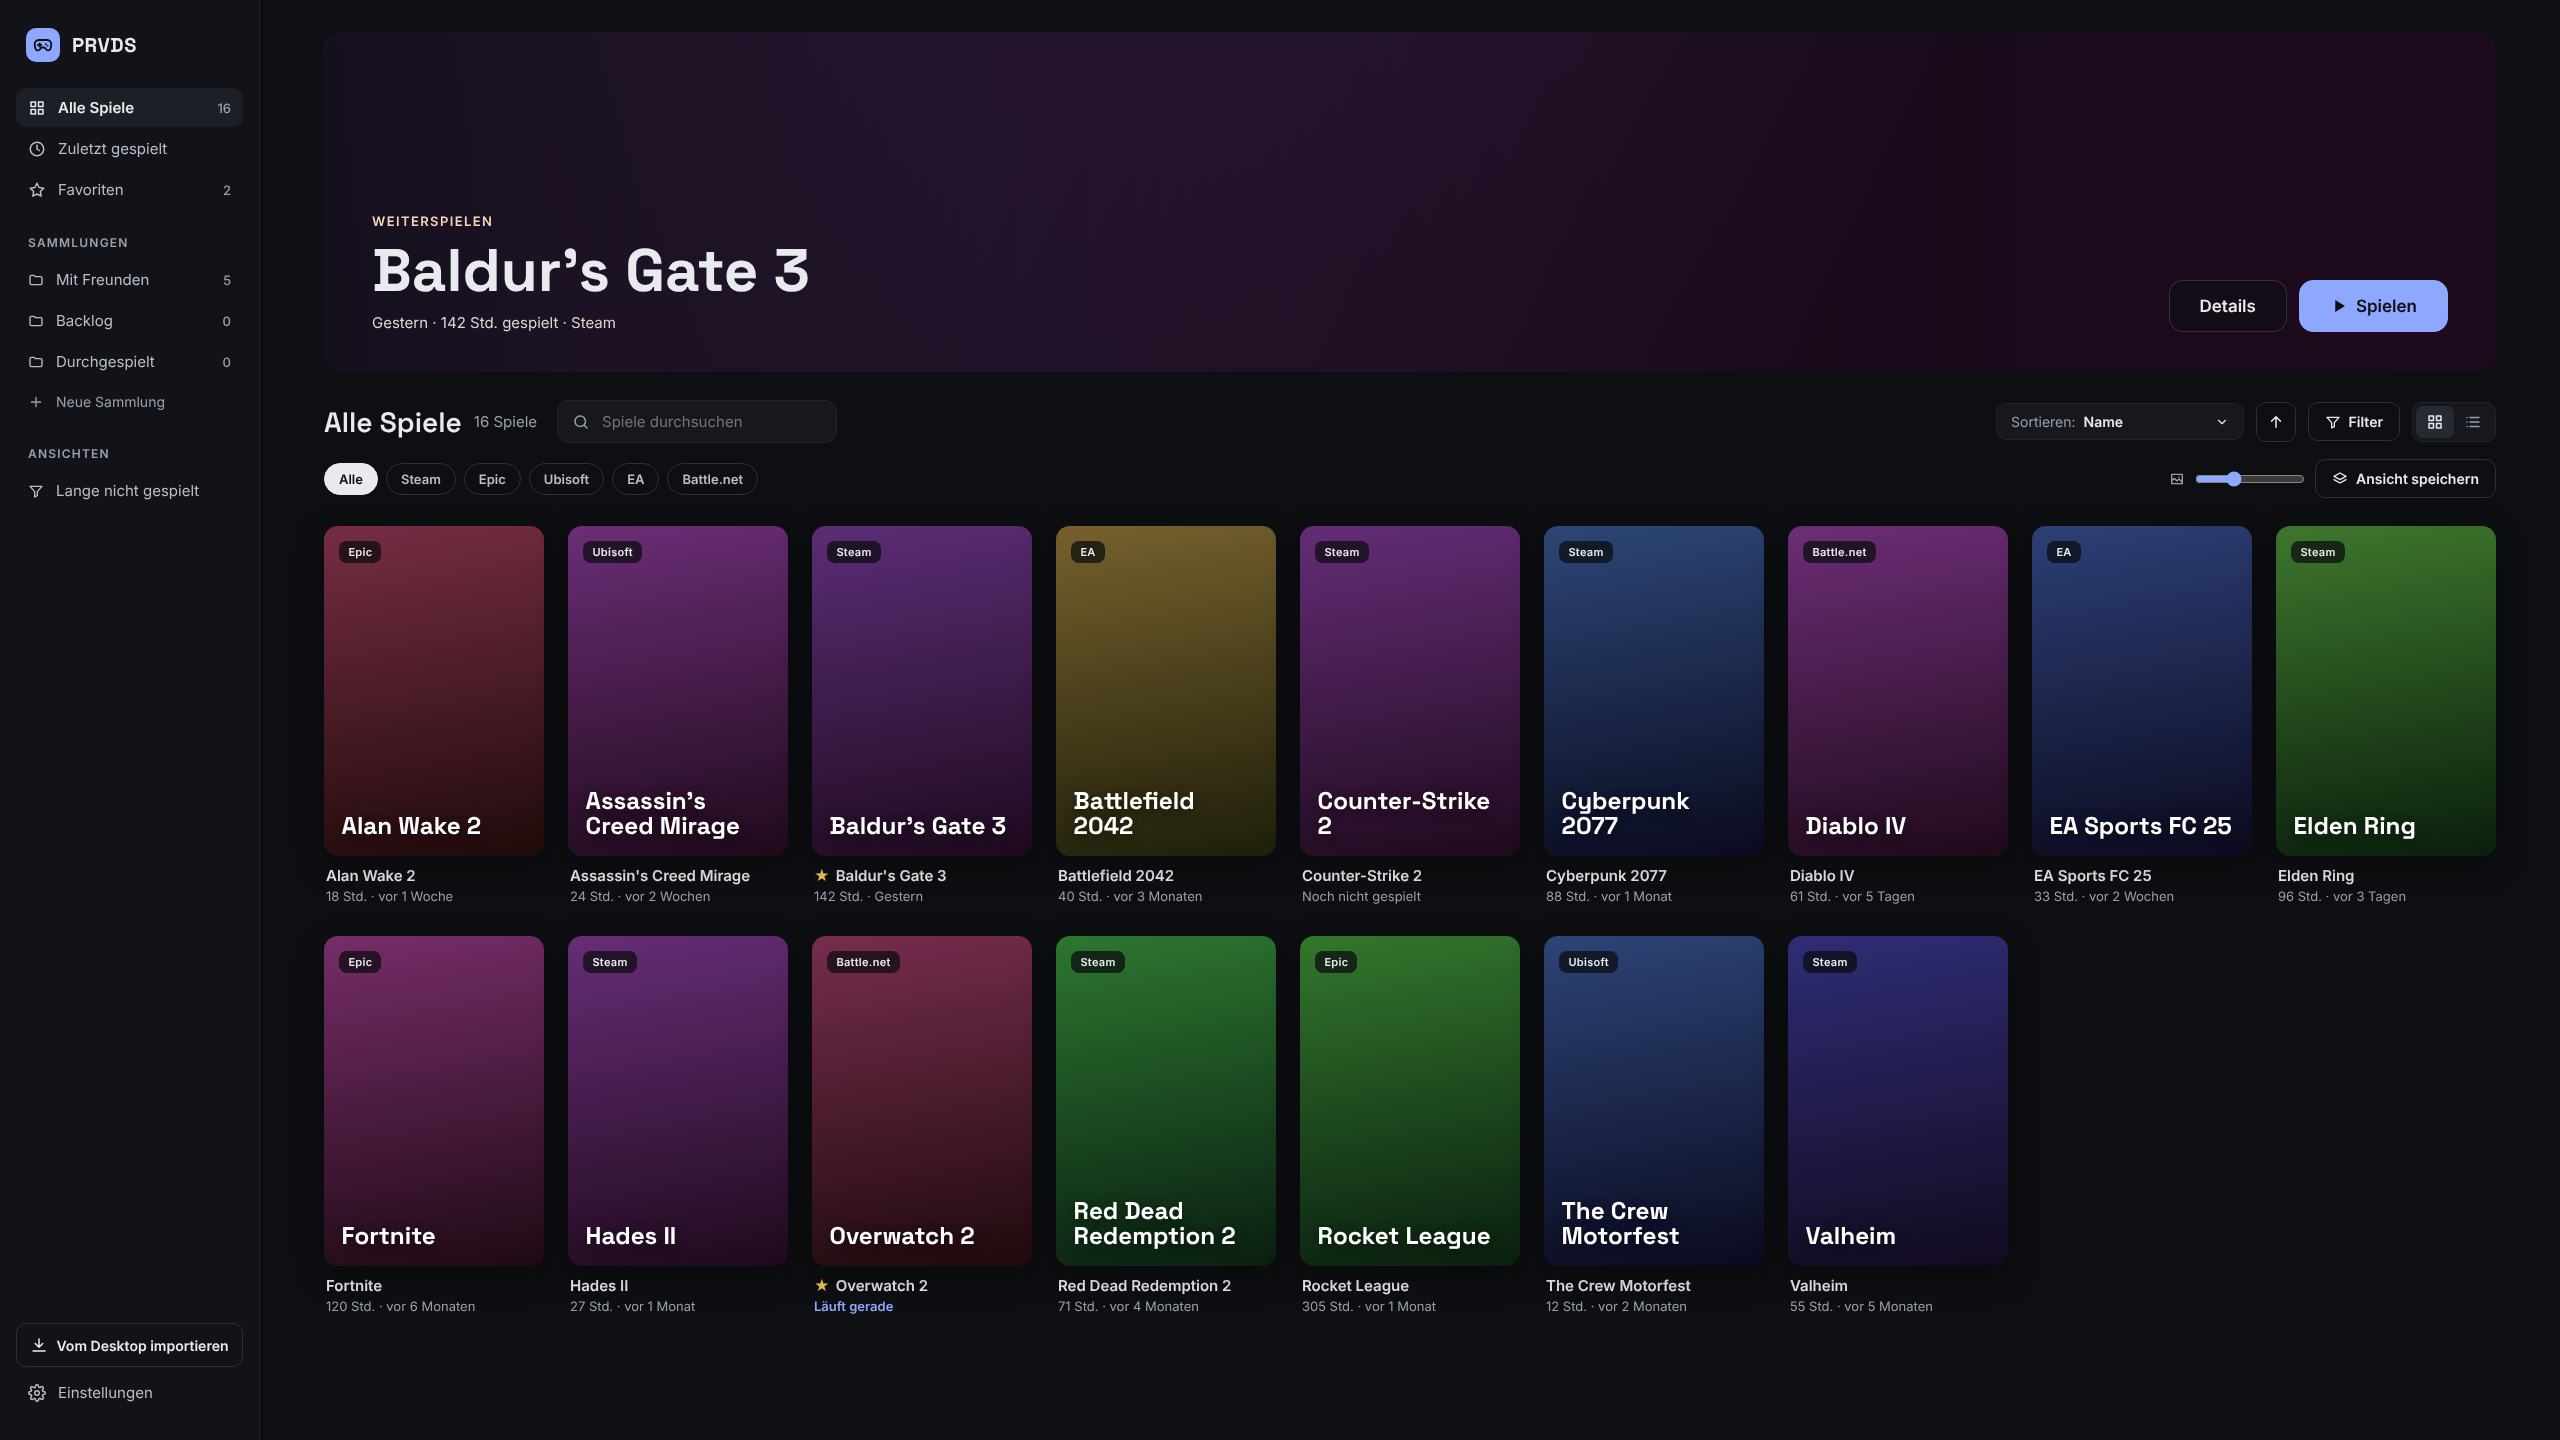 PRVDS
Alle Spiele 16
Zuletzt gespielt
Favoriten 2
SAMMLUNGEN
Mit Freunden 5
Backlog 0
Durchgespielt 0
Neue Sammlung
ANSICHTEN
Lange nicht gespielt
Vom Desktop importieren
Einstellungen
WEITERSPIELEN
Baldur’s Gate 3
Gestern · 142 Std. gespielt · Steam
Details
Spielen
Alle Spiele 16 Spiele Spiele durchsuchen
Sortieren: Name
Filter
Alle Steam Epic Ubisoft EA Battle.net
Ansicht speichern
Epic
Alan Wake 2
Alan Wake 2
18 Std. · vor 1 Woche
Ubisoft
Assassin’s
Creed Mirage
Assassin's Creed Mirage
24 Std. · vor 2 Wochen
Steam
Baldur’s Gate 3
★ Baldur's Gate 3
142 Std. · Gestern
EA
Battlefield
2042
Battlefield 2042
40 Std. · vor 3 Monaten
Steam
Counter-Strike
2
Counter-Strike 2
Noch nicht gespielt
Steam
Cyberpunk
2077
Cyberpunk 2077
88 Std. · vor 1 Monat
Battle.net
Diablo IV
Diablo IV
61 Std. · vor 5 Tagen
EA
EA Sports FC 25
EA Sports FC 25
33 Std. · vor 2 Wochen
Steam
Elden Ring
Elden Ring
96 Std. · vor 3 Tagen
Epic
Fortnite
Fortnite
120 Std. · vor 6 Monaten
Steam
Hades II
Hades II
27 Std. · vor 1 Monat
Battle.net
Overwatch 2
★ Overwatch 2
Läuft gerade
Steam
Red Dead
Redemption 2
Red Dead Redemption 2
71 Std. · vor 4 Monaten
Epic
Rocket League
Rocket League
305 Std. · vor 1 Monat
Ubisoft
The Crew
Motorfest
The Crew Motorfest
12 Std. · vor 2 Monaten
Steam
Valheim
Valheim
55 Std. · vor 5 Monaten